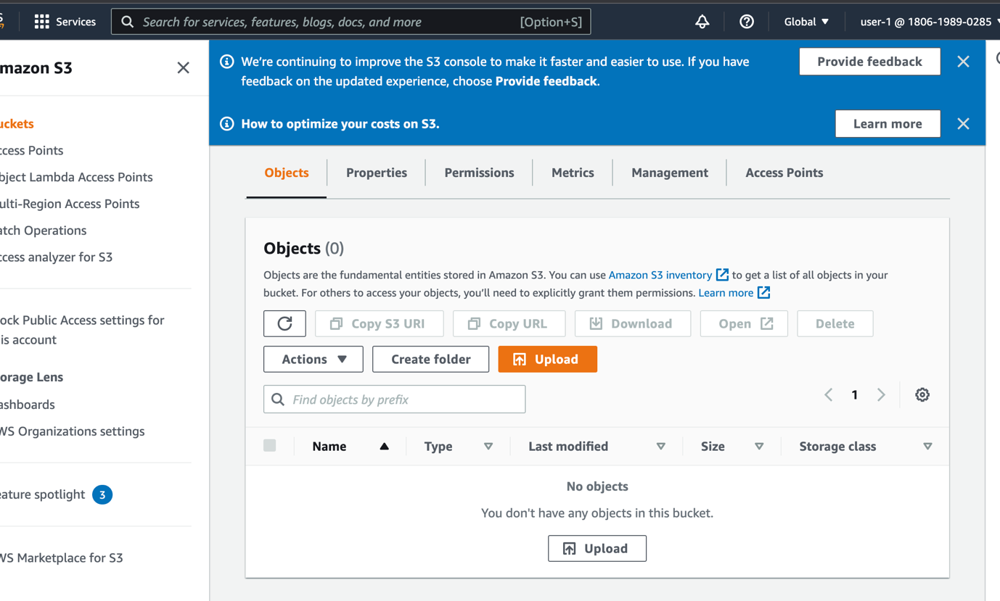 Services
Search for services, features, blogs, docs, and more
[Option+S]
Global
user-1 @ 1806-1989-0285
mazon S3
uckets
ccess Points
bject Lambda Access Points
ulti-Region Access Points
atch Operations
ccess analyzer for S3
lock Public Access settings for
is account
orage Lens
ashboards
WS Organizations settings
eature spotlight 3
WS Marketplace for S3
We’re continuing to improve the S3 console to make it faster and easier to use. If you have
feedback on the updated experience, choose Provide feedback.
Provide feedback
How to optimize your costs on S3.
Learn more
Objects
Properties
Permissions
Metrics
Management
Access Points
Objects (0)
Objects are the fundamental entities stored in Amazon S3. You can use Amazon S3 inventory to get a list of all objects in your
bucket. For others to access your objects, you’ll need to explicitly grant them permissions. Learn more
Copy S3 URI
Copy URL
Download
Open
Delete
Actions
Create folder
Upload
Find objects by prefix
1
Name
Type
Last modified
Size
Storage class
No objects
You don't have any objects in this bucket.
Upload